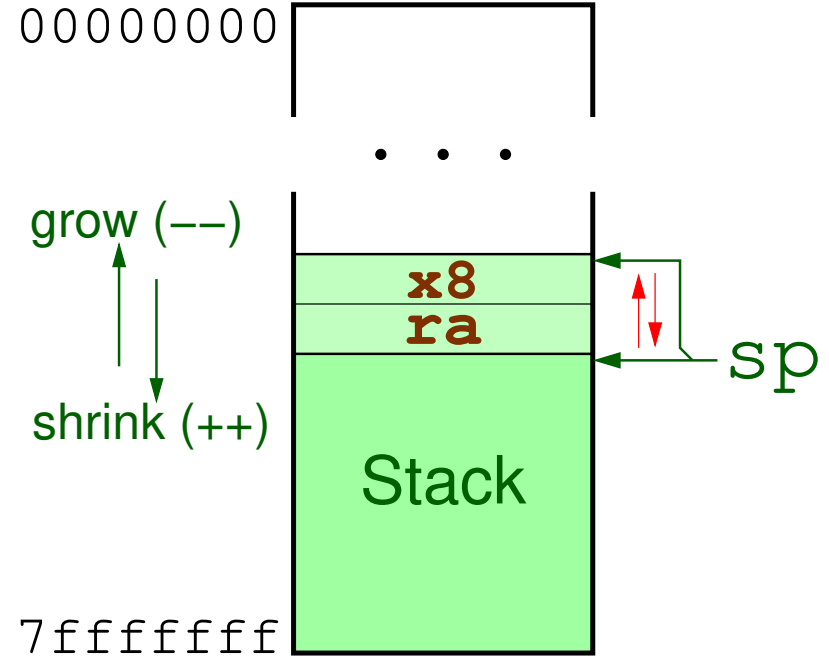 00000000
. . .
grow (−−)
x8
ra
sp
shrink (++)
Stack
7fffffff